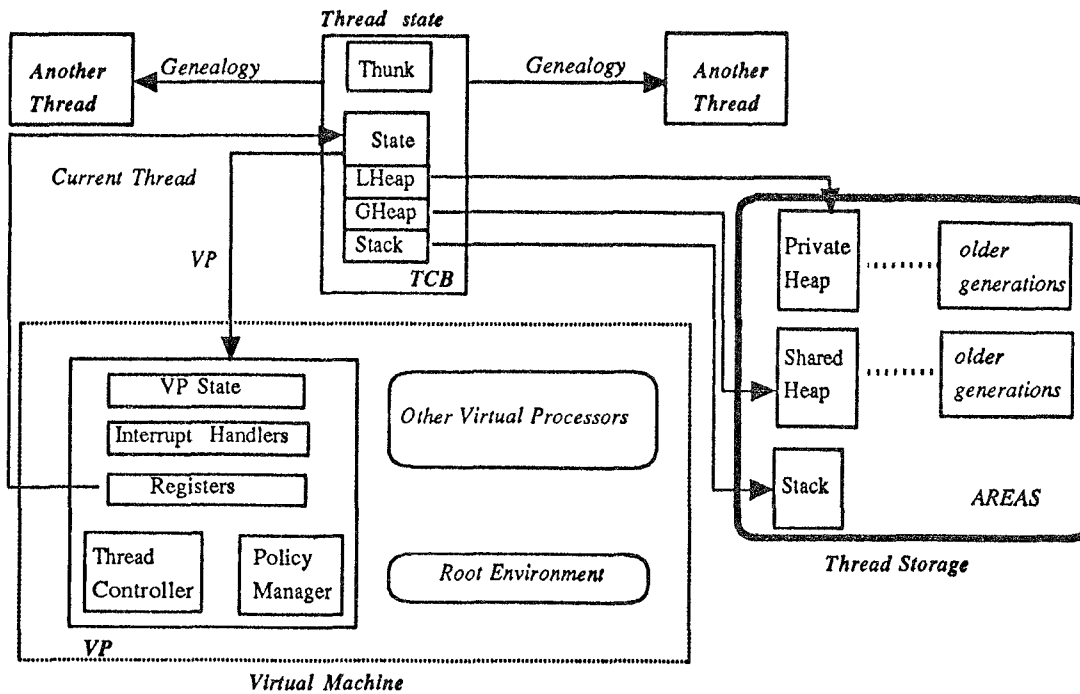 Thread state
Another
Thread
Genealogy
Thunk
Genealogy
Another
Thread
State
Current Thread
LHeap
GHeap
Stack
TCB
VP
Private
Heap
older
generations
Shared
Heap
older
generations
Stack
AREAS
Thread Storage
VP State
Interrupt Handlers
Registers
Thread
Controller
Policy
Manager
VP
Other Virtual Processors
Root Environment
Virtual Machine